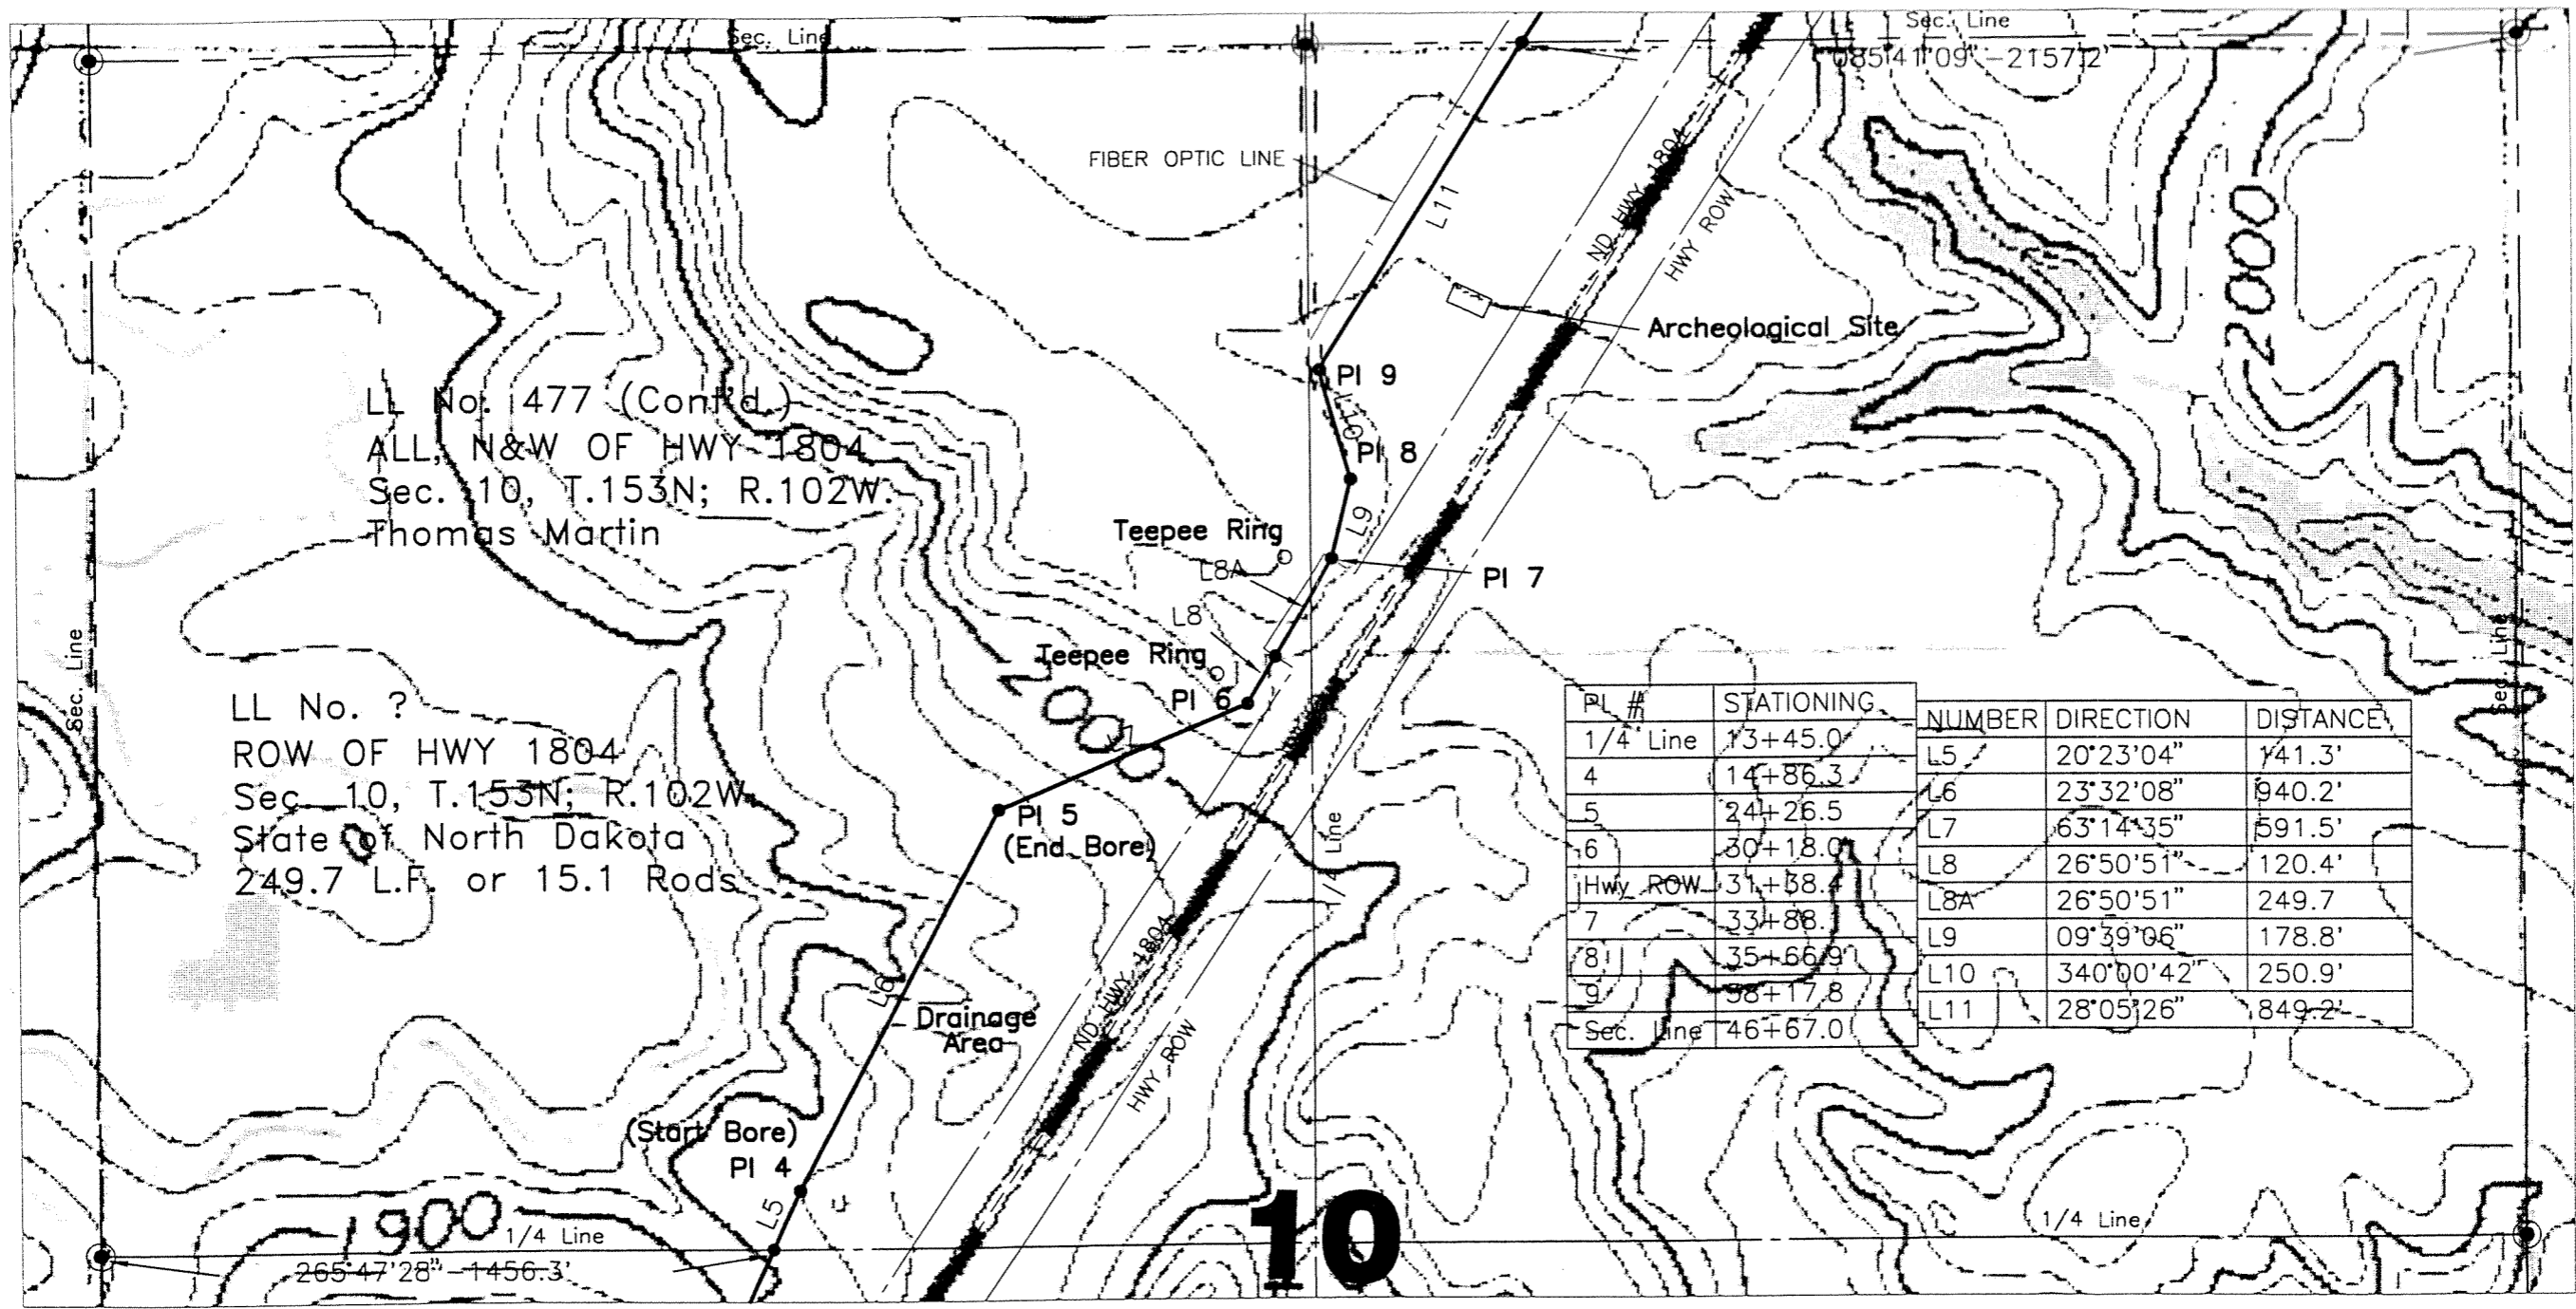 Sec. Line
Sec. Line
085°41'09" - 2157.2'
FIBER OPTIC LINE
L11
ND HWY 1804
HWY ROW
2000
Archeological Site
PI 9
L10
PI 8
LL No. 477 (Cont'd.)
ALL, N&W OF HWY 1804
Sec. 10, T.153N; R.102W.
Thomas Martin
Teepee Ring
L9
L8A
PI 7
L8
Teepee Ring
PI 6
2000
L7
Sec. Line
Sec. Line
LL No. ?
ROW OF HWY 1804
Sec. 10, T.153N; R.102W.
State of North Dakota
249.7 L.F. or 15.1 Rods
PI 5
(End Bore)
1/4 Line
PI # STATIONING
1/4 Line 13+45.0
4 14+86.3
5 24+26.5
6 30+18.0
Hwy ROW 31+38.4
7 33+88.1
8 35+66.9
9 38+17.8
Sec. Line 46+67.0
NUMBER DIRECTION DISTANCE
L5 20°23'04" 141.3'
L6 23°32'08" 940.2'
L7 63°14'35" 591.5'
L8 26°50'51" 120.4'
L8A 26°50'51" 249.7
L9 09°39'06" 178.8'
L10 340°00'42" 250.9'
L11 28°05'26" 849.2'
L6
Drainage
Area
ND HWY 1804
HWY ROW
(Start Bore)
PI 4
L5
1900
1/4 Line
265°47'28" - 1456.3'
10
1/4 Line